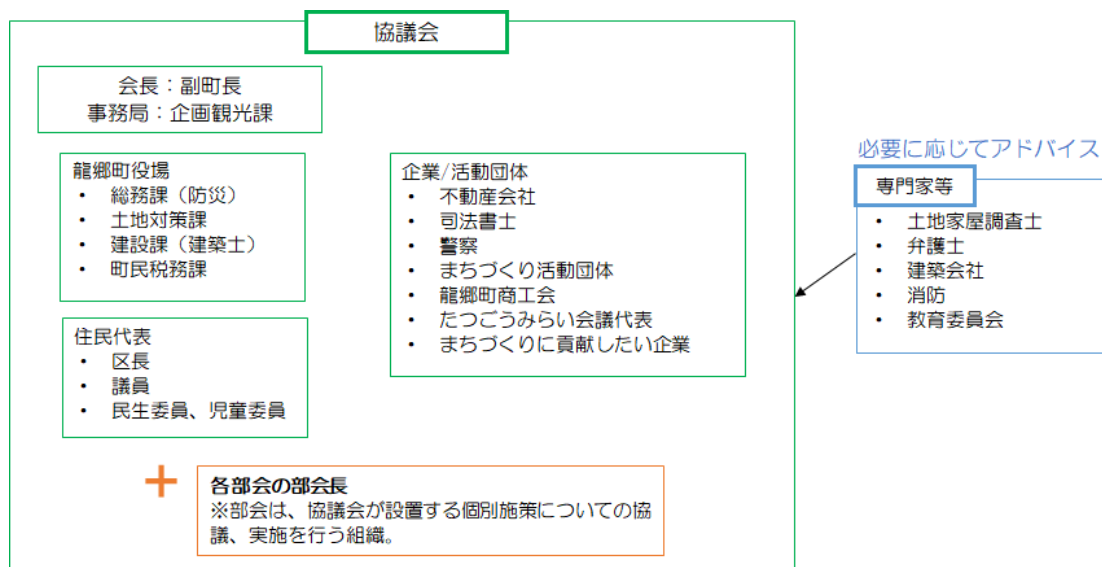 協議会
会長：副町長
事務局：企画観光課
龍郷町役場
• 総務課（防災）
• 土地対策課
• 建設課（建築士）
• 町民税務課
住民代表
• 区長
• 議員
• 民生委員、児童委員
企業/活動団体
• 不動産会社
• 司法書士
• 警察
• まちづくり活動団体
• 龍郷町商工会
• たつごうみらい会議代表
• まちづくりに貢献したい企業
必要に応じてアドバイス
専門家等
• 土地家屋調査士
• 弁護士
• 建築会社
• 消防
• 教育委員会
+
各部会の部会長
※部会は、協議会が設置する個別施策についての協
議、実施を行う組織。